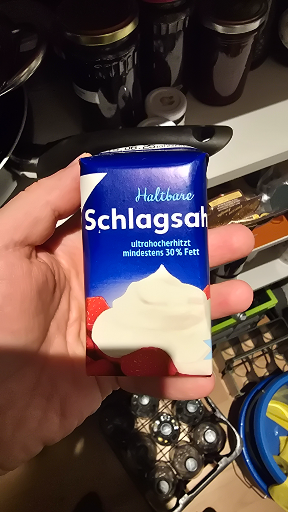 Haltbare
Schlagsah
ultrahocherhitzt
mindestens 30 % Fett